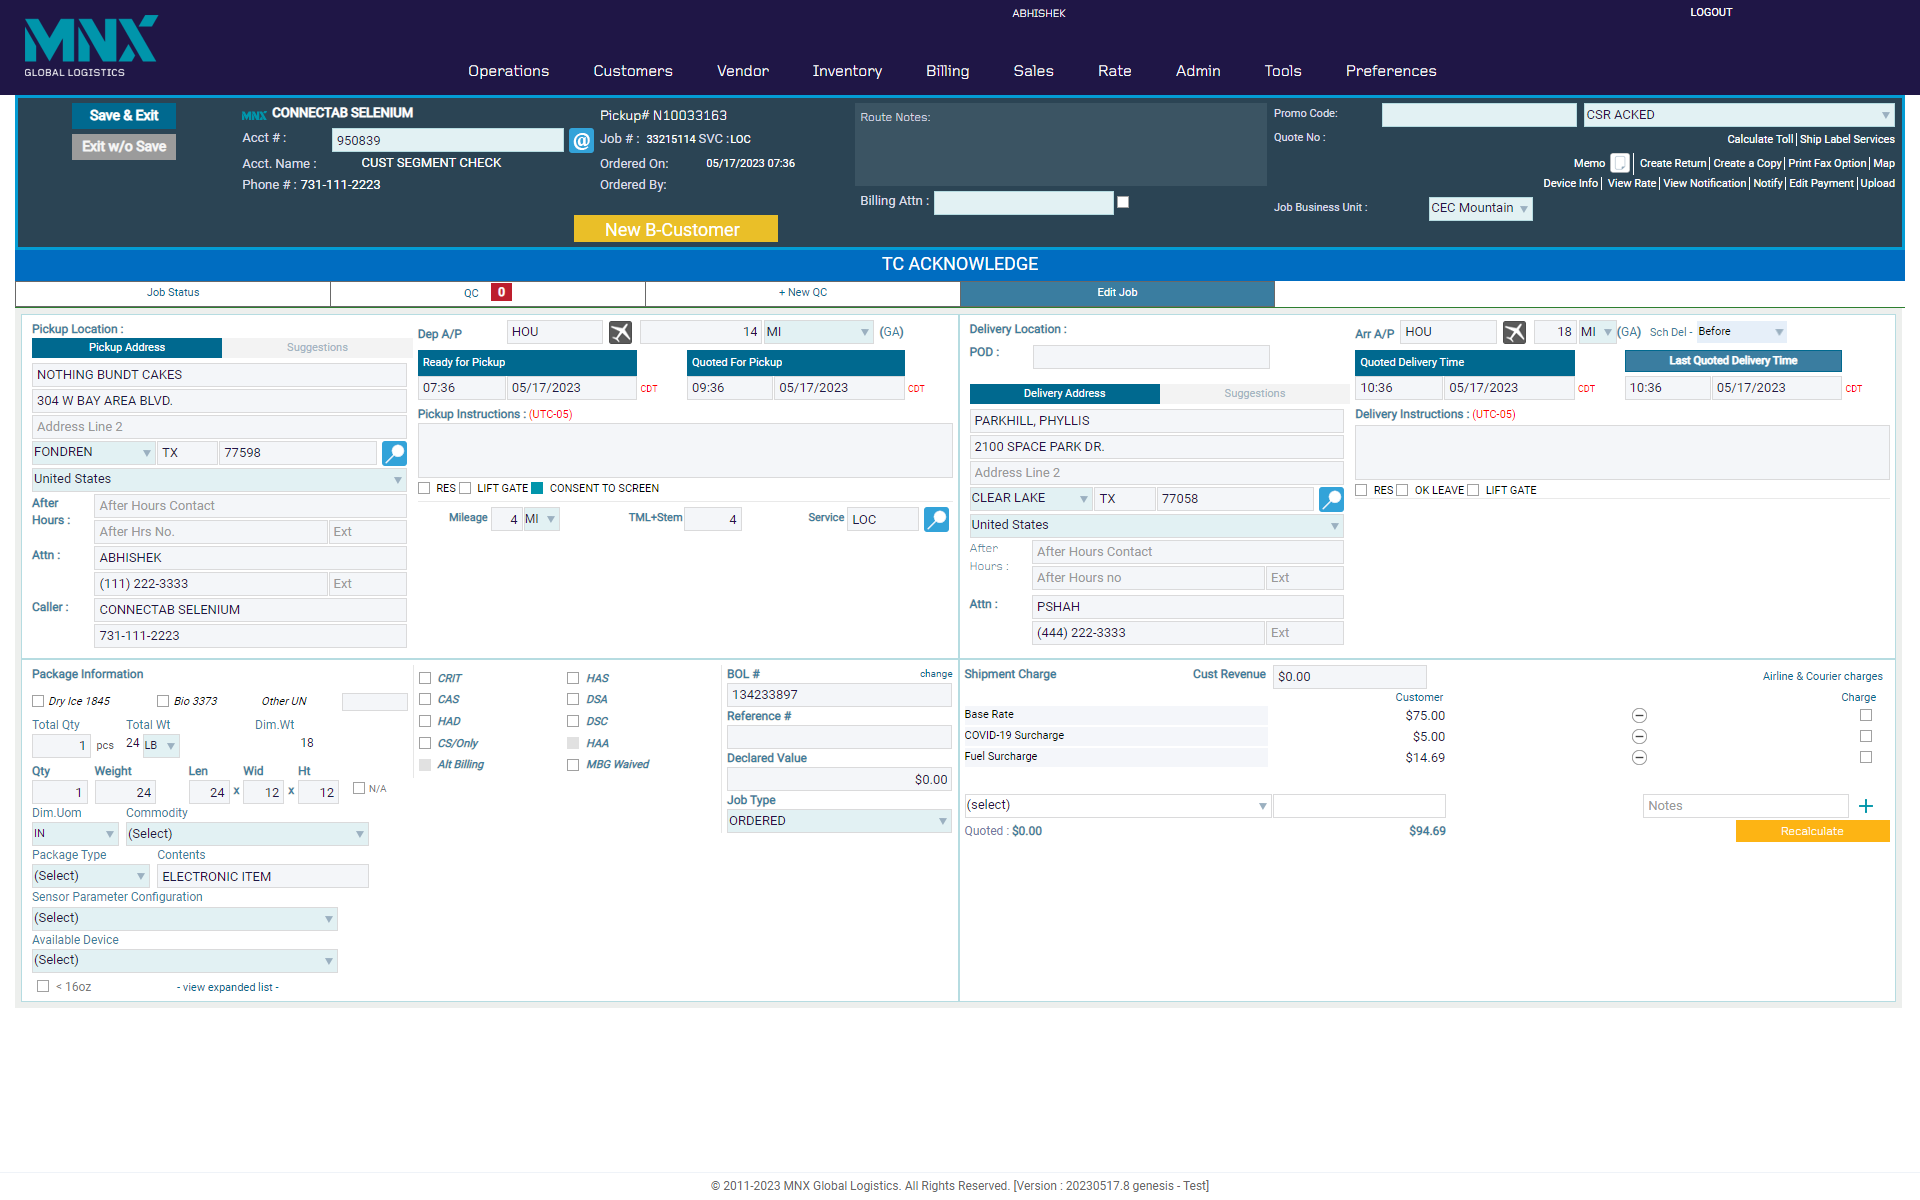 MNX
GLOBAL LOGISTICS
ABHISHEK
LOGOUT
Operations Customers Vendor Inventory Billing Sales Rate Admin Tools Preferences
Save & Exit
Exit w/o Save
MNX CONNECTAB SELENIUM
Acct # : 950839 @
Acct. Name : CUST SEGMENT CHECK
Phone # : 731-111-2223
Pickup# N10033163
Job # : 33215114 SVC :LOC
Ordered On: 05/17/2023 07:36
Ordered By:
New B-Customer
Route Notes:
Billing Attn :
Promo Code: CSR ACKED
Quote No :
Calculate Toll | Ship Label Services
Memo | Create Return | Create a Copy | Print Fax Option | Map
Device Info | View Rate | View Notification | Notify | Edit Payment | Upload
Job Business Unit : CEC Mountain
TC ACKNOWLEDGE
Job Status QC 0 + New QC Edit Job
Pickup Location :
Pickup Address Suggestions
NOTHING BUNDT CAKES
304 W BAY AREA BLVD.
Address Line 2
FONDREN TX 77598
United States
After Hours : After Hours Contact
After Hrs No. Ext
Attn : ABHISHEK
(111) 222-3333 Ext
Caller : CONNECTAB SELENIUM
731-111-2223
Dep A/P HOU 14 MI (GA)
Ready for Pickup Quoted For Pickup
07:36 05/17/2023 CDT 09:36 05/17/2023 CDT
Pickup Instructions : (UTC-05)
RES LIFT GATE CONSENT TO SCREEN
Mileage 4 MI TML+Stem 4 Service LOC
Delivery Location :
POD :
Delivery Address Suggestions
PARKHILL, PHYLLIS
2100 SPACE PARK DR.
Address Line 2
CLEAR LAKE TX 77058
United States
After Hours : After Hours Contact
After Hours no Ext
Attn : PSHAH
(444) 222-3333 Ext
Arr A/P HOU 18 MI (GA) Sch Del - Before
Quoted Delivery Time Last Quoted Delivery Time
10:36 05/17/2023 CDT 10:36 05/17/2023 CDT
Delivery Instructions : (UTC-05)
RES OK LEAVE LIFT GATE
Package Information
Dry Ice 1845 Bio 3373 Other UN
Total Qty Total Wt Dim.Wt
1 pcs 24 LB 18
Qty Weight Len Wid Ht
1 24 24 x 12 x 12 N/A
Dim.Uom Commodity
IN (Select)
Package Type Contents
(Select) ELECTRONIC ITEM
Sensor Parameter Configuration
(Select)
Available Device
(Select)
< 16oz - view expanded list -
CRIT HAS
CAS DSA
HAD DSC
CS/Only HAA
Alt Billing MBG Waived
BOL # change
134233897
Reference #
Declared Value
$0.00
Job Type
ORDERED
Shipment Charge Cust Revenue $0.00 Airline & Courier charges
Customer Charge
Base Rate $75.00
COVID-19 Surcharge $5.00
Fuel Surcharge $14.69
(select) Notes +
Quoted : $0.00 $94.69 Recalculate
© 2011-2023 MNX Global Logistics. All Rights Reserved. [Version : 20230517.8 genesis - Test]